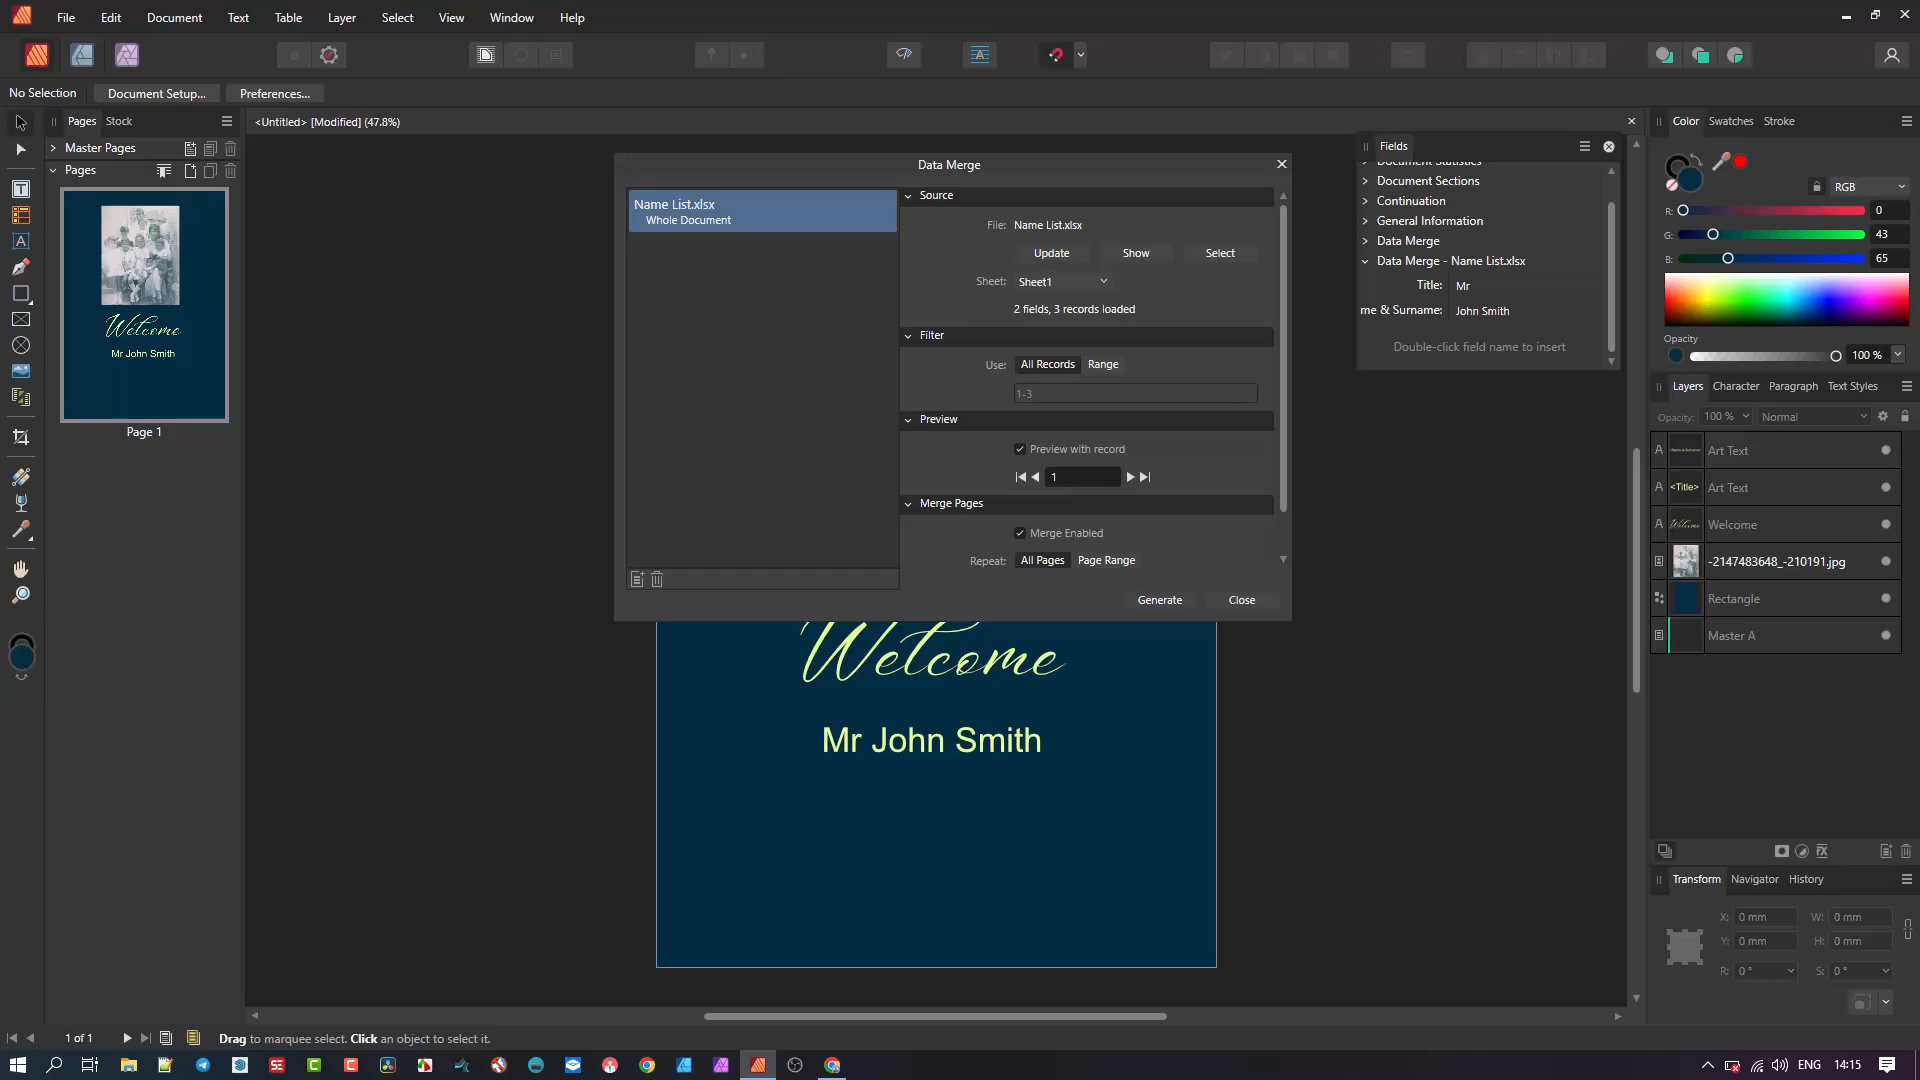 File Edit Document Text Table Layer Select View Window Help
No Selection Document Setup... Preferences...
Pages Stock
Master Pages
Pages
Welcome
Mr John Smith
Page 1
<Untitled> [Modified] (47.8%)
Data Merge
Name List.xlsx
Whole Document
Source
File: Name List.xlsx
Update Show Select
Sheet: Sheet1
2 fields, 3 records loaded
Filter
Use: All Records Range
1-3
Preview
Preview with record
1
Merge Pages
Merge Enabled
Repeat: All Pages Page Range
Generate Close
Welcome
Mr John Smith
Fields
Document Statistics
Document Sections
Continuation
General Information
Data Merge
Data Merge - Name List.xlsx
Title: Mr
me & Surname: John Smith
Double-click field name to insert
Color Swatches Stroke
RGB
R: 0
G: 43
B: 65
Opacity
100 %
Layers Character Paragraph Text Styles
Opacity: 100 % Normal
A Art Text
A <Title> Art Text
A Welcome Welcome
-2147483648_-210191.jpg
Rectangle
Master A
Transform Navigator History
X: 0 mm W: 0 mm
Y: 0 mm H: 0 mm
R: 0 ° S: 0 °
1 of 1 Drag to marquee select. Click an object to select it.
ENG 14:15